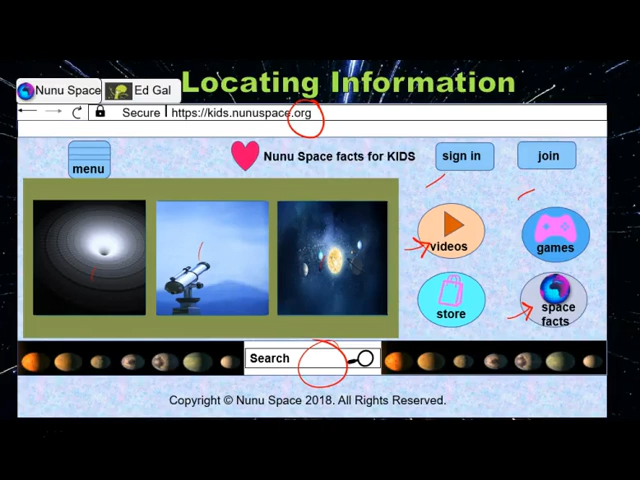 Locating Information
Nunu Space
Ed Gal
Secure | https://kids.nunuspace.org
menu
Nunu Space facts for KIDS
sign in
join
videos
games
store
space
facts
Search
Copyright © Nunu Space 2018. All Rights Reserved.